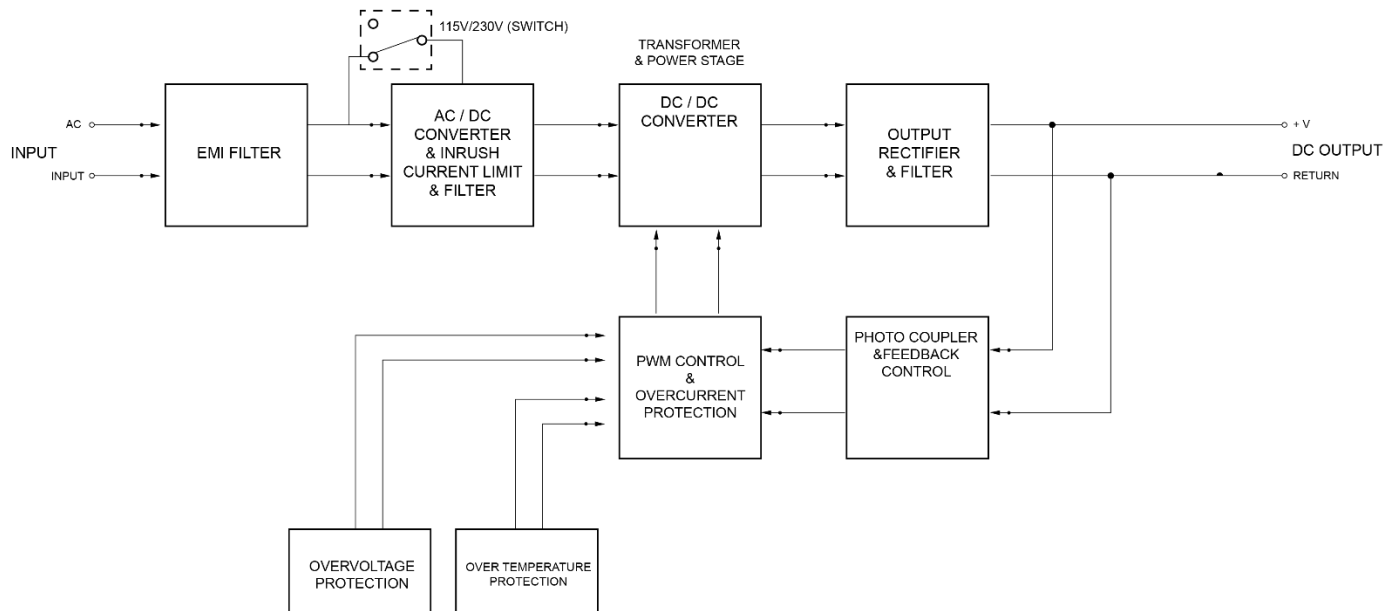 115V/230V (SWITCH)
TRANSFORMER
& POWER STAGE
AC
INPUT
INPUT
EMI FILTER
AC / DC
CONVERTER
& INRUSH
CURRENT LIMIT
& FILTER
DC / DC
CONVERTER
OUTPUT
RECTIFIER
& FILTER
+ V
DC OUTPUT
RETURN
PWM CONTROL
&
OVERCURRENT
PROTECTION
PHOTO COUPLER
&FEEDBACK
CONTROL
OVERVOLTAGE
PROTECTION
OVER TEMPERATURE
PROTECTION